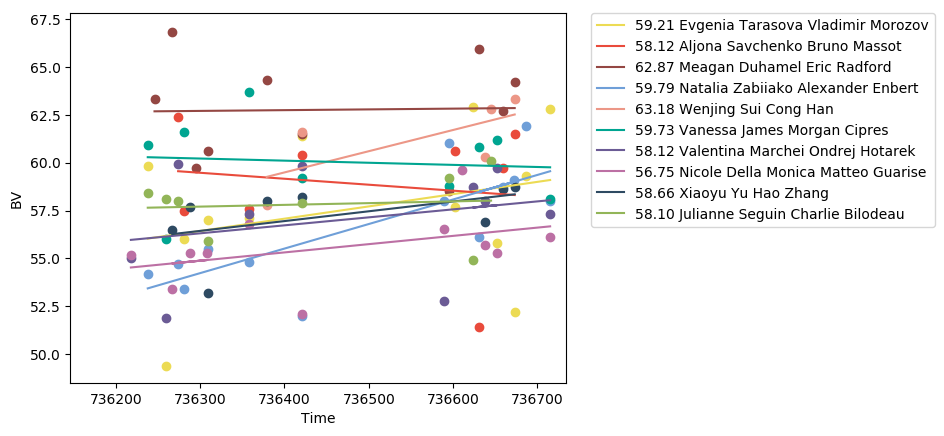 67.5
65.0
62.5
60.0
57.5
55.0
52.5
50.0
BV
736200 736300 736400 736500 736600 736700
Time
59.21 Evgenia Tarasova Vladimir Morozov
58.12 Aljona Savchenko Bruno Massot
62.87 Meagan Duhamel Eric Radford
59.79 Natalia Zabiiako Alexander Enbert
63.18 Wenjing Sui Cong Han
59.73 Vanessa James Morgan Cipres
58.12 Valentina Marchei Ondrej Hotarek
56.75 Nicole Della Monica Matteo Guarise
58.66 Xiaoyu Yu Hao Zhang
58.10 Julianne Seguin Charlie Bilodeau